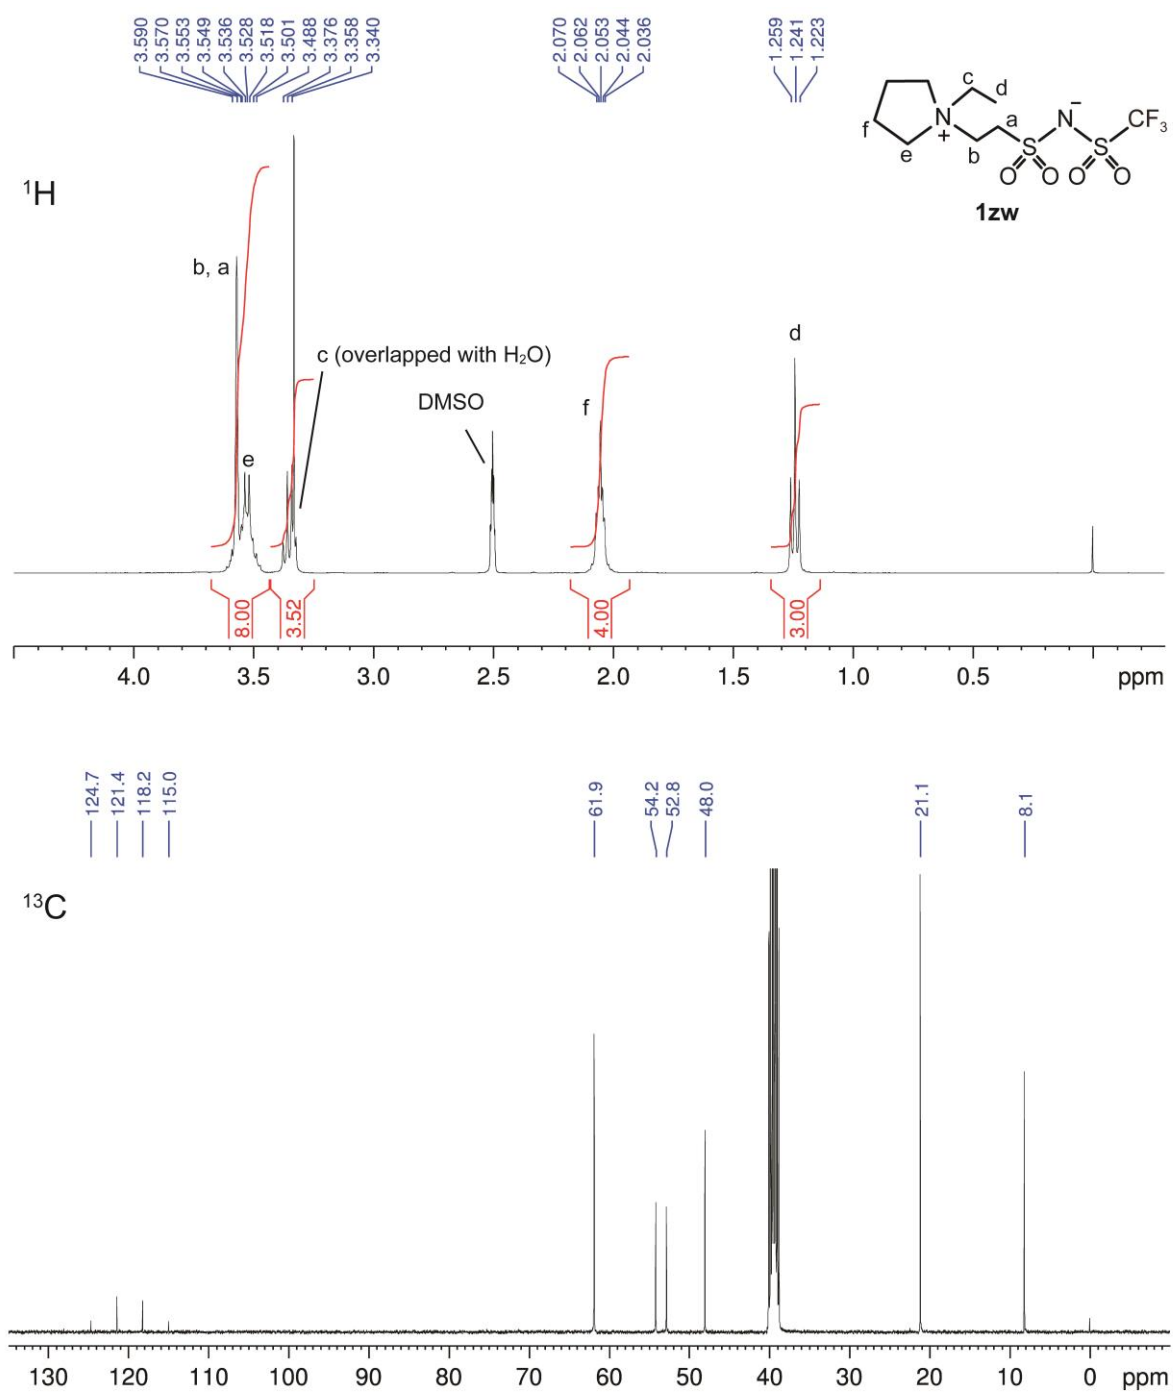 3.590
3.570
3.553
3.549
3.536
3.528
3.518
3.501
3.488
3.376
3.358
3.340
2.070
2.062
2.053
2.044
2.036
1.259
1.241
1.223
c
d
f
N
+
a
N
−
CF₃
e
b
S
S
O
O
O
O
1zw
¹H
b, a
e
c (overlapped with H₂O)
DMSO
f
d
8.00
3.52
4.00
3.00
4.0 3.5 3.0 2.5 2.0 1.5 1.0 0.5 ppm
124.7
121.4
118.2
115.0
61.9
54.2
52.8
48.0
21.1
8.1
¹³C
130 120 110 100 90 80 70 60 50 40 30 20 10 0 ppm